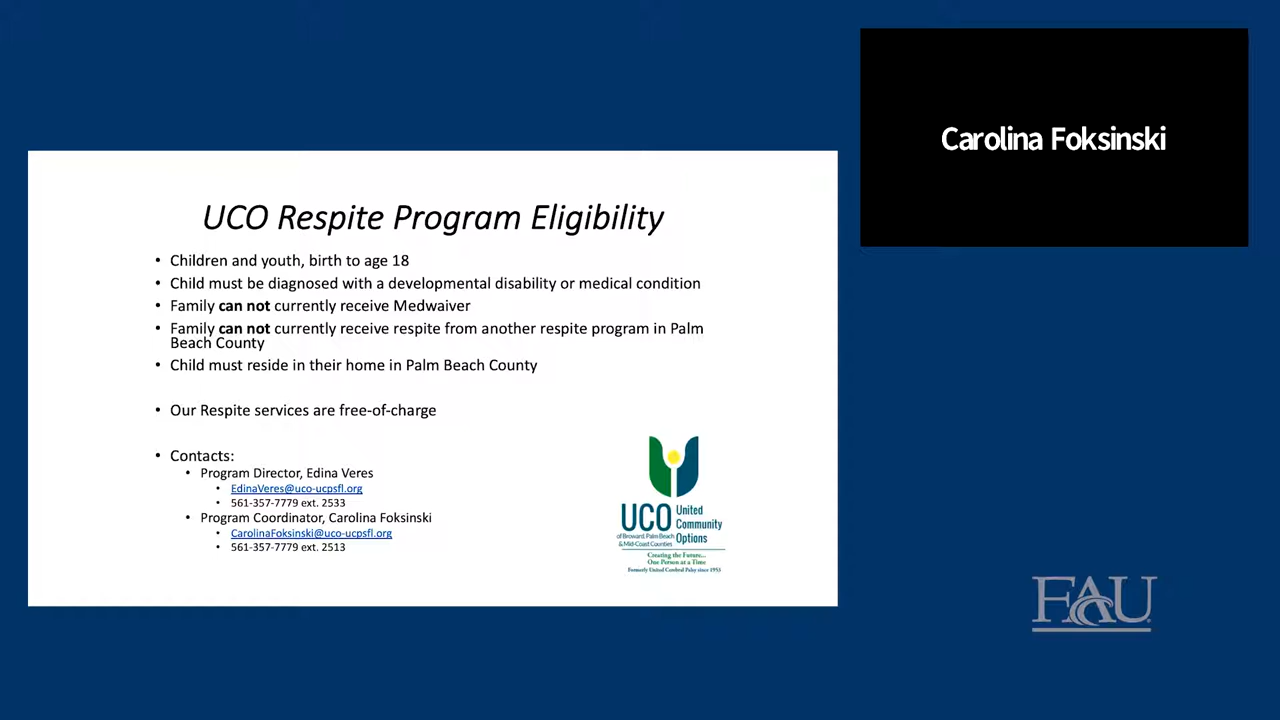 Carolina Foksinski
UCO Respite Program Eligibility
• Children and youth, birth to age 18
• Child must be diagnosed with a developmental disability or medical condition
• Family can not currently receive Medwaiver
• Family can not currently receive respite from another respite program in Palm
Beach County
• Child must reside in their home in Palm Beach County
• Our Respite services are free-of-charge
• Contacts:
• Program Director, Edina Veres
• EdinaVeres@uco-ucpsfl.org
• 561-357-7779 ext. 2533
• Program Coordinator, Carolina Foksinski
• CarolinaFoksinski@uco-ucpsfl.org
• 561-357-7779 ext. 2513
UCO United
Community
Options
of Broward, Palm Beach
& Mid-Coast Counties
Creating the Future...
One Person at a Time
Formerly United Cerebral Palsy since 1953
FAU